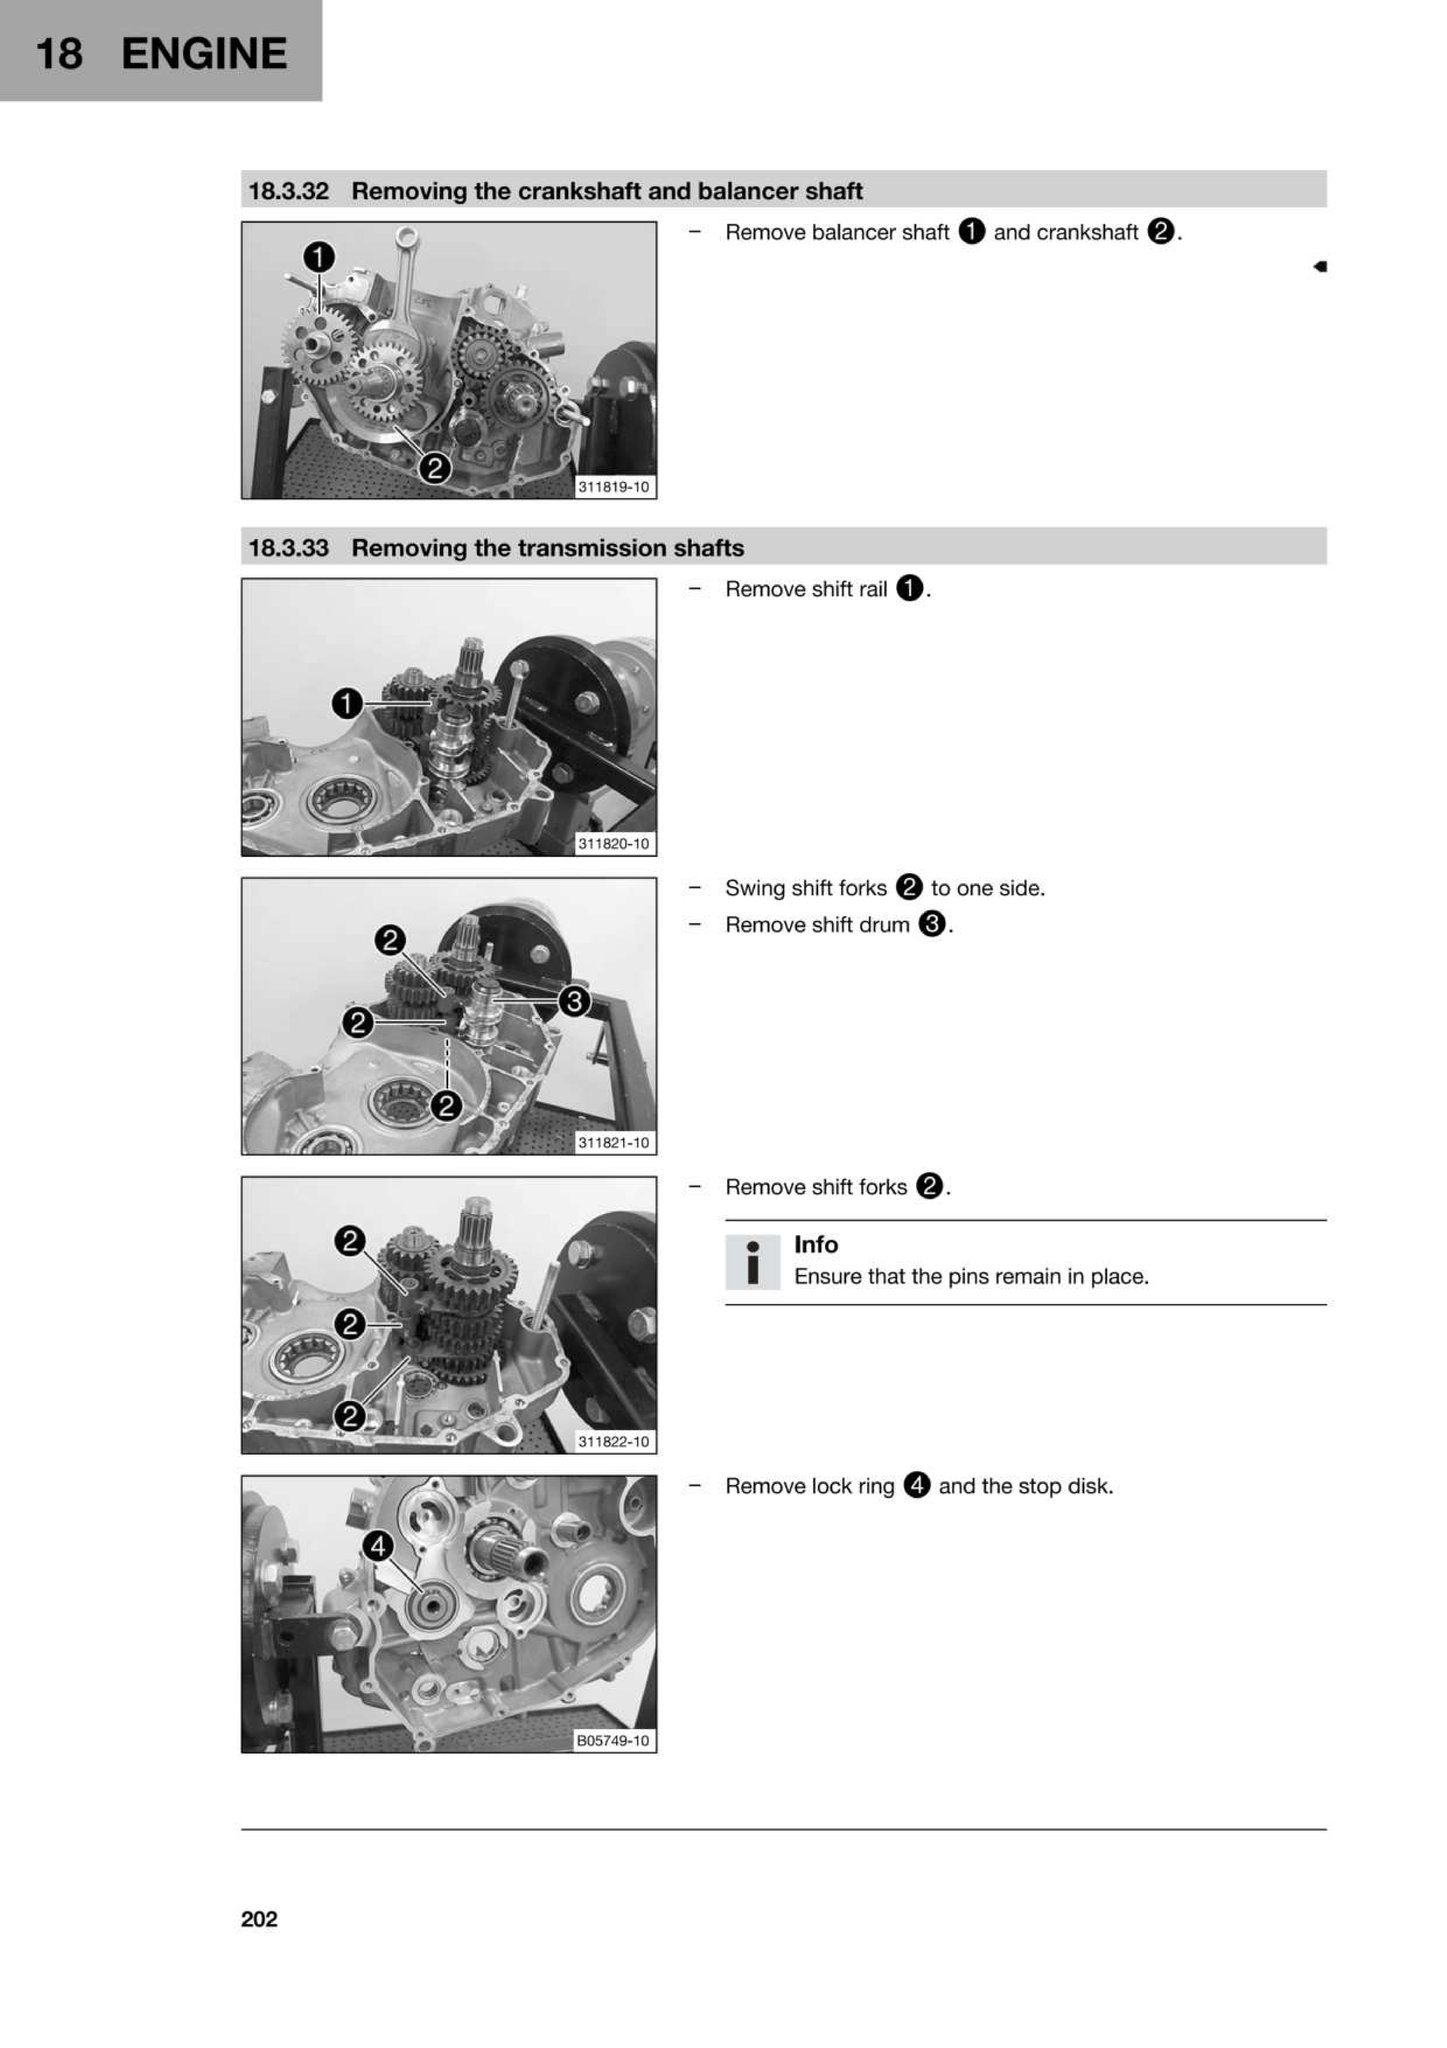 18 ENGINE
18.3.32 Removing the crankshaft and balancer shaft
– Remove balancer shaft 1 and crankshaft 2.
1
2
311819-10
18.3.33 Removing the transmission shafts
– Remove shift rail 1.
1
311820-10
– Swing shift forks 2 to one side.
– Remove shift drum 3.
2
3
2
2
311821-10
– Remove shift forks 2.
Info
Ensure that the pins remain in place.
2
2
2
311822-10
– Remove lock ring 4 and the stop disk.
4
B05749-10
202